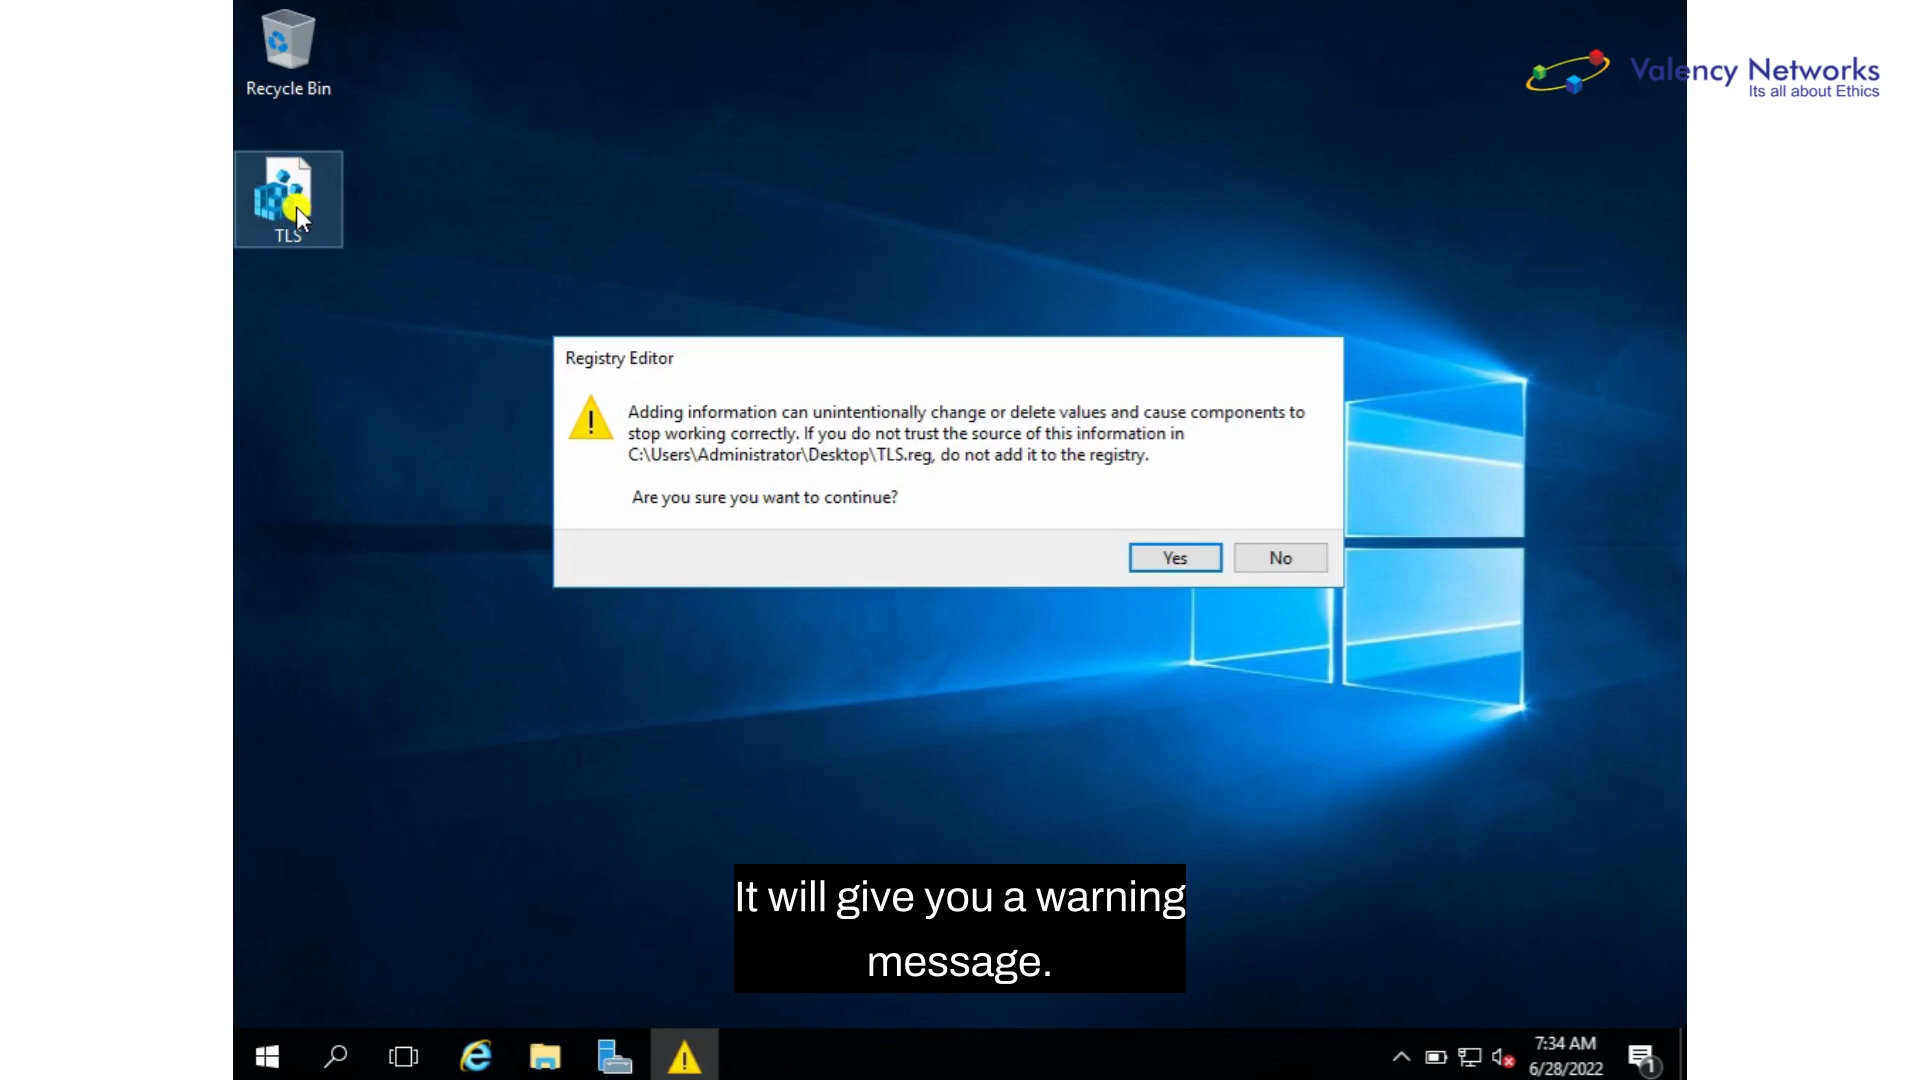 Recycle Bin
Valency Networks
Its all about Ethics
TLS
Registry Editor
Adding information can unintentionally change or delete values and cause components to
stop working correctly. If you do not trust the source of this information in
C:\Users\Administrator\Desktop\TLS.reg, do not add it to the registry.
Are you sure you want to continue?
Yes
No
It will give you a warning
message.
7:34 AM
6/28/2022
1